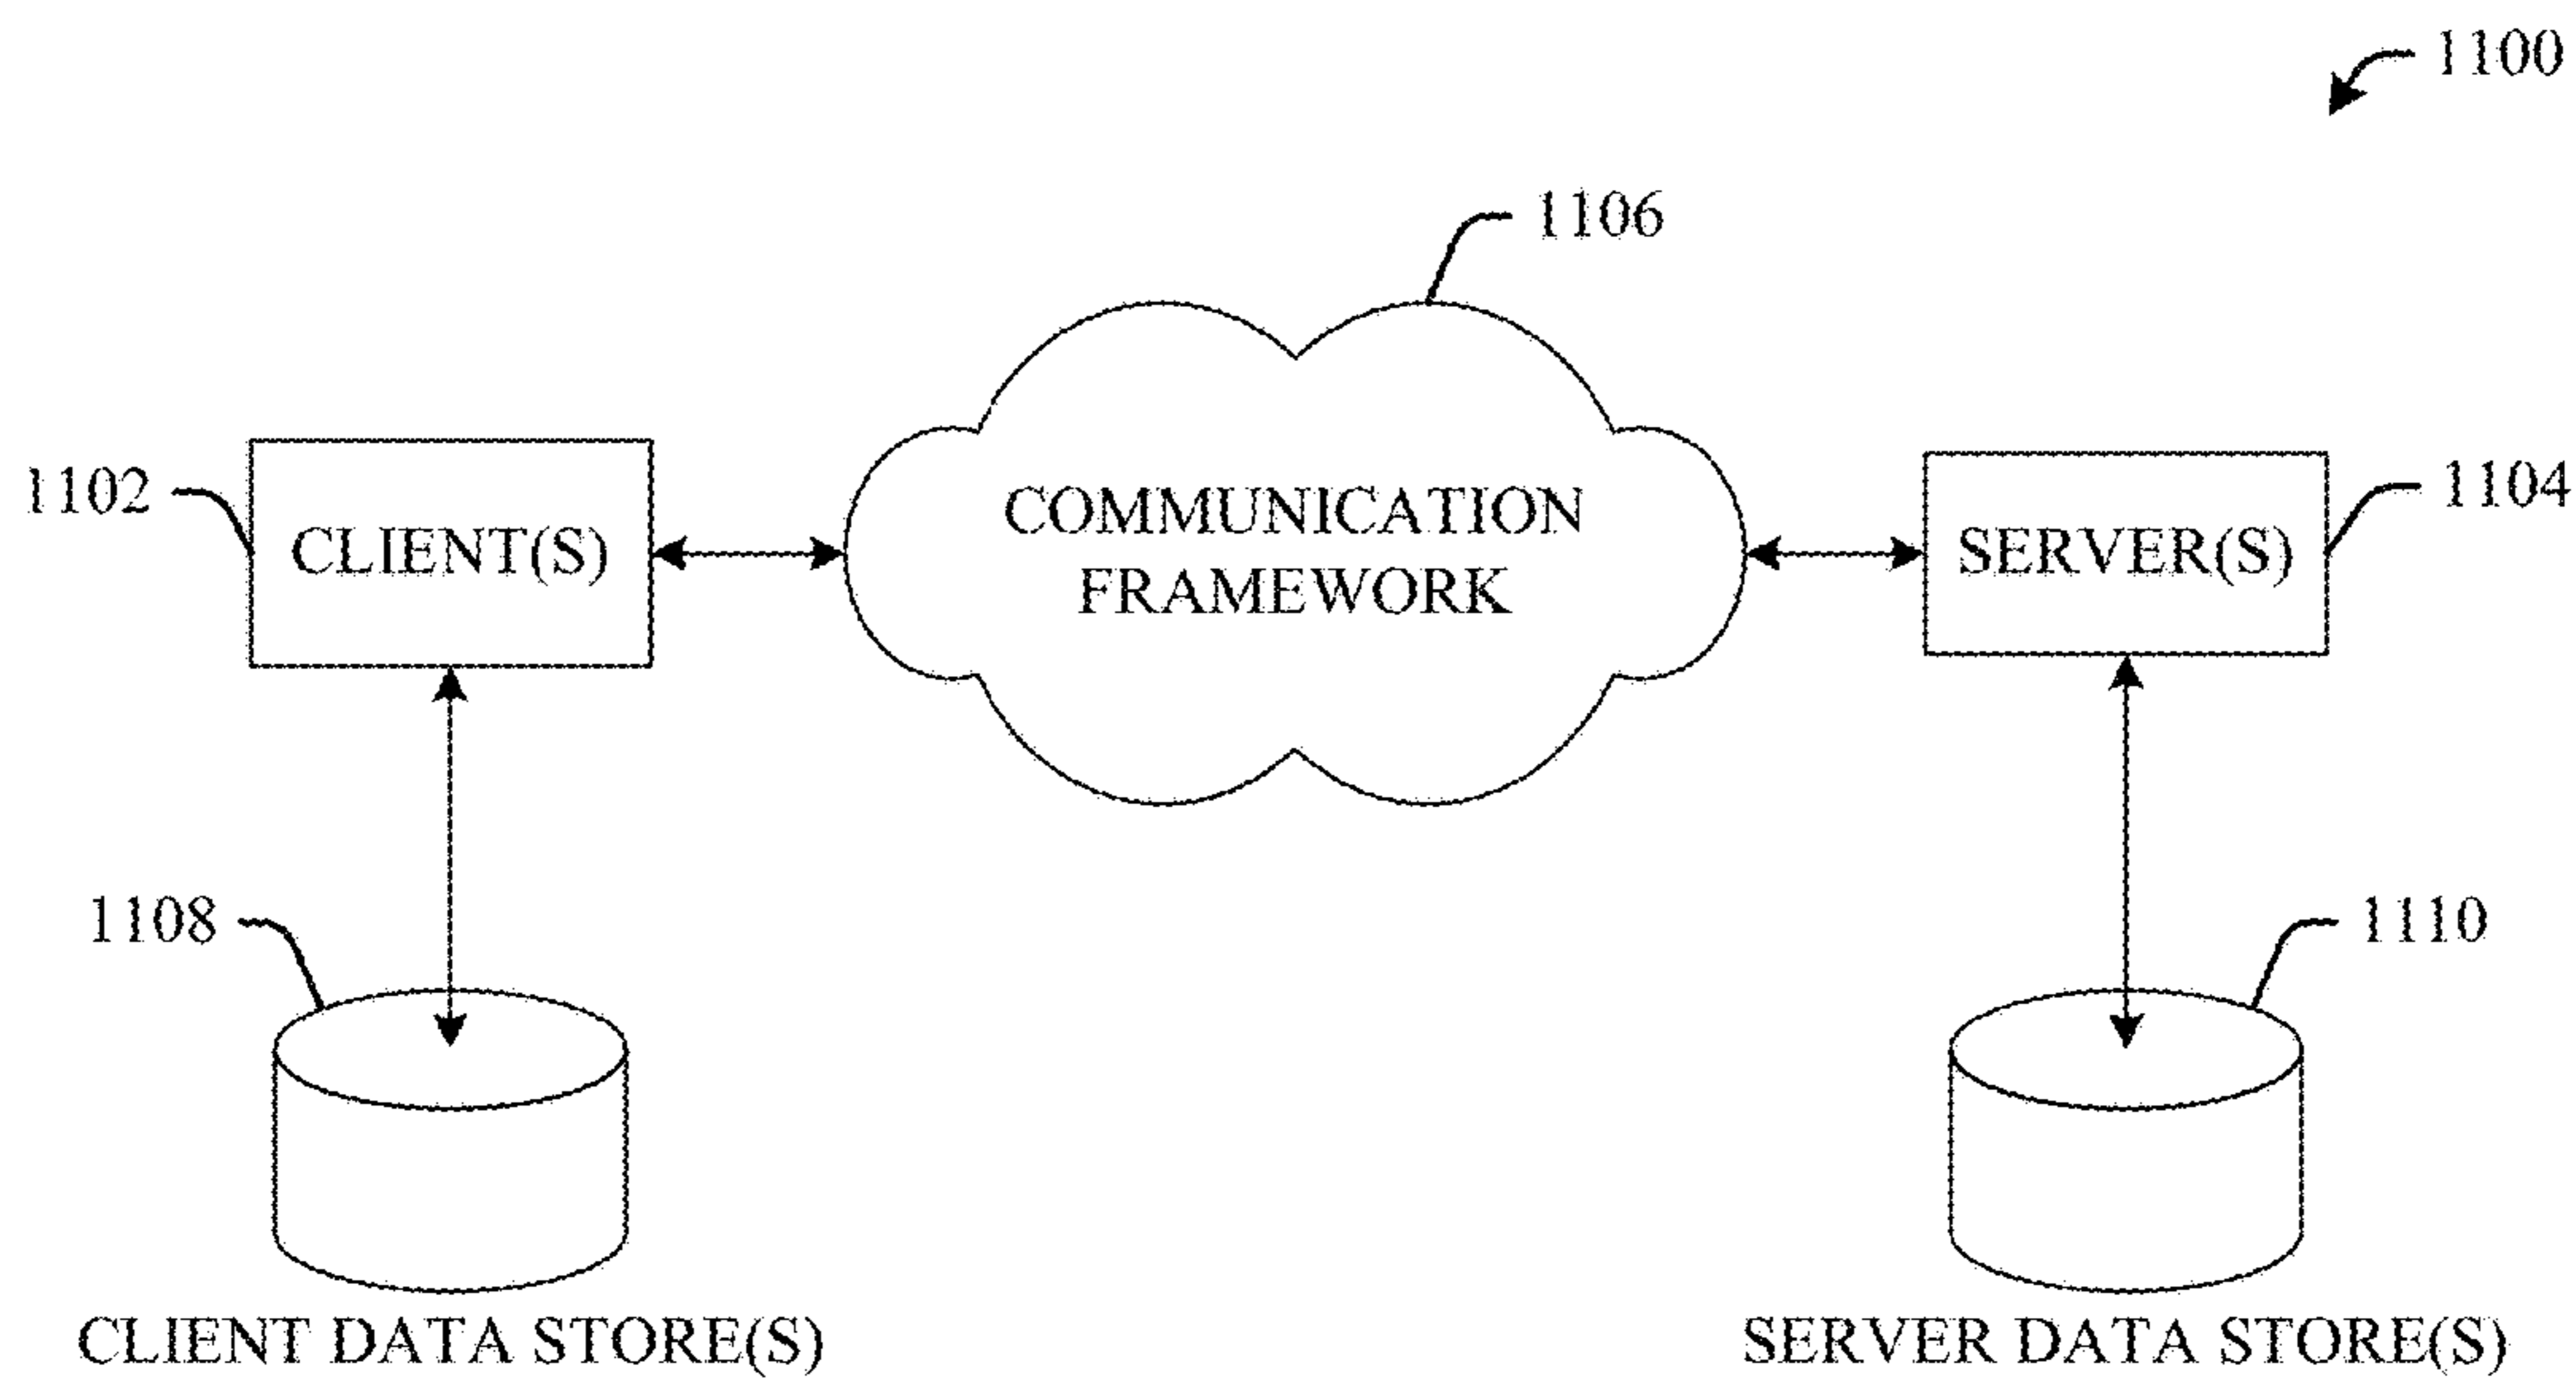 1100
1106
1102
CLIENT(S)
COMMUNICATION
FRAMEWORK
SERVER(S)
1104
1108
1110
CLIENT DATA STORE(S)
SERVER DATA STORE(S)